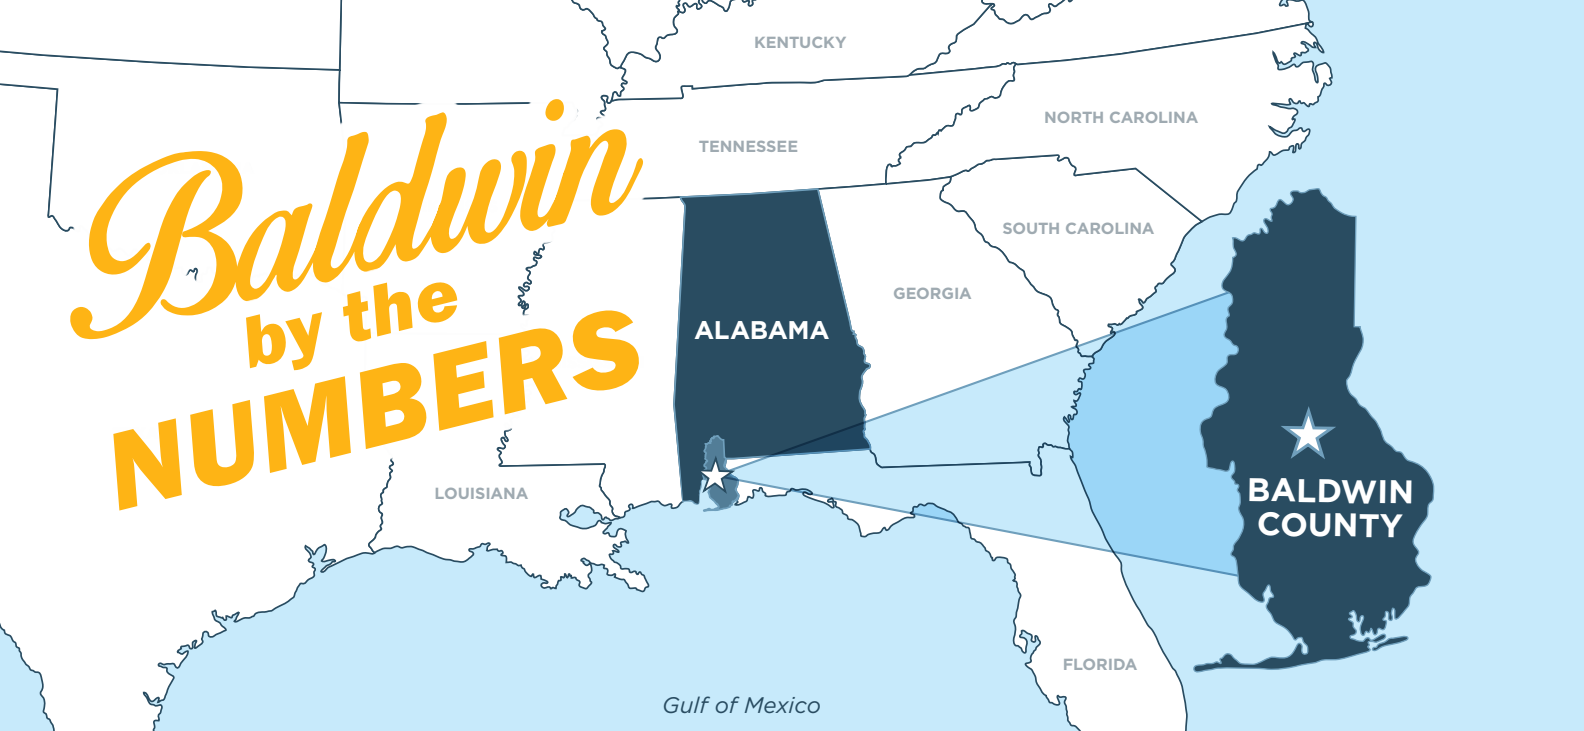 Baldwin
by the
NUMBERS
KENTUCKY
NORTH CAROLINA
TENNESSEE
SOUTH CAROLINA
GEORGIA
ALABAMA
LOUISIANA
BALDWIN
COUNTY
FLORIDA
Gulf of Mexico